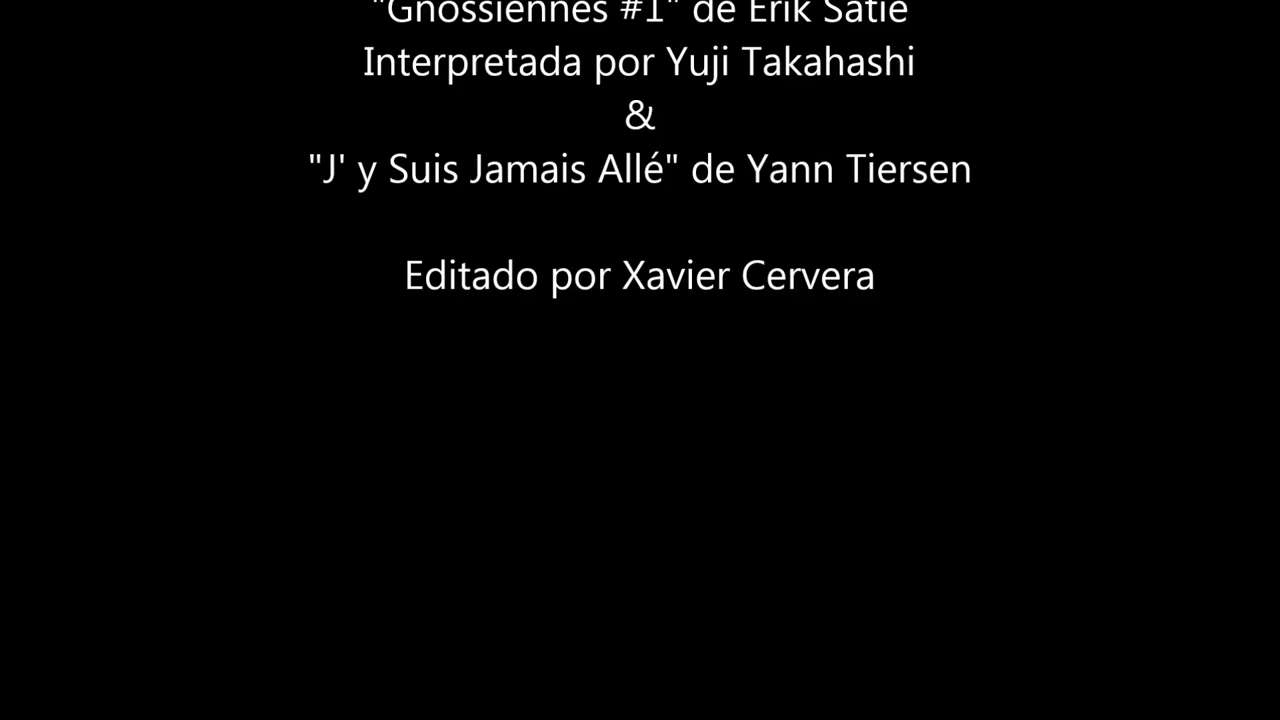 "Gnossiennes #1" de Erik Satie
Interpretada por Yuji Takahashi
&
"J' y Suis Jamais Allé" de Yann Tiersen
Editado por Xavier Cervera